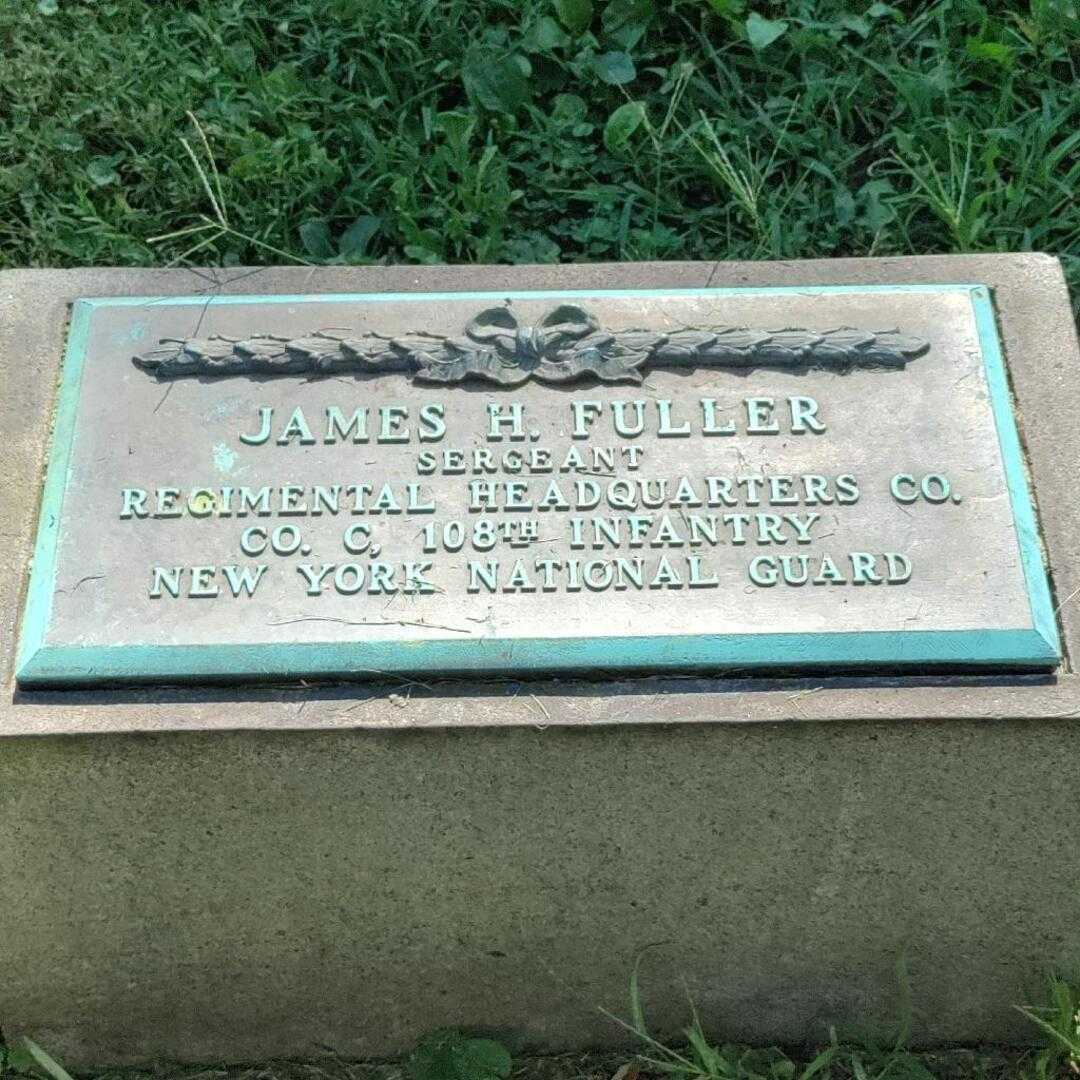 JAMES H. FULLER
SERGEANT
REGIMENTAL HEADQUARTERS CO.
CO. C, 108TH INFANTRY
NEW YORK NATIONAL GUARD